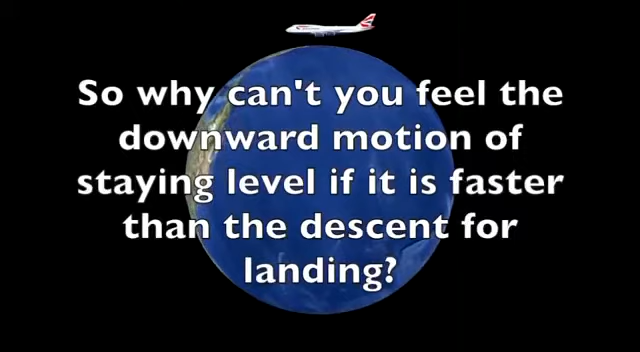 So why can't you feel the
downward motion of
staying level if it is faster
than the descent for
landing?